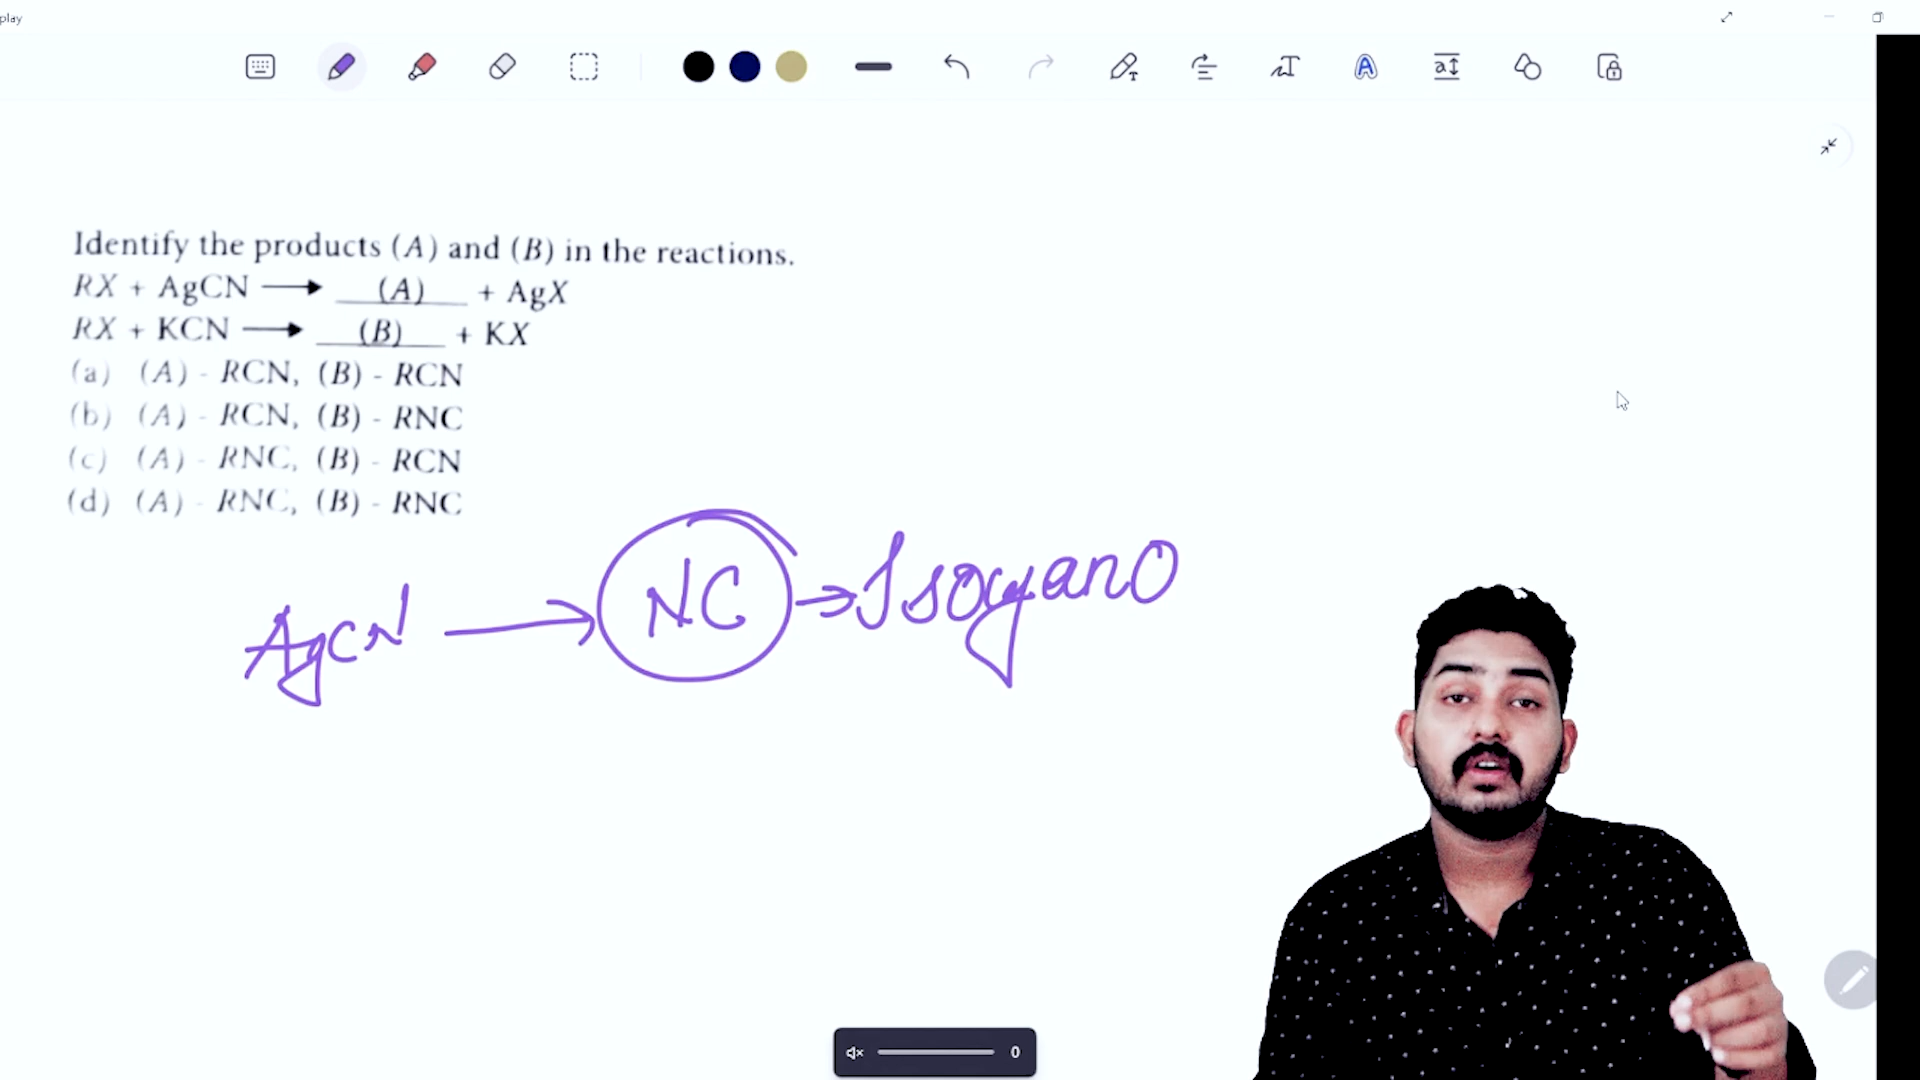 play
Identify the products (A) and (B) in the reactions.
RX + AgCN ⟶ (A) + AgX
RX + KCN ⟶ (B) + KX
(a) (A) - RCN, (B) - RCN
(b) (A) - RCN, (B) - RNC
(c) (A) - RNC, (B) - RCN
(d) (A) - RNC, (B) - RNC
AgCN → NC → Isocyano
0